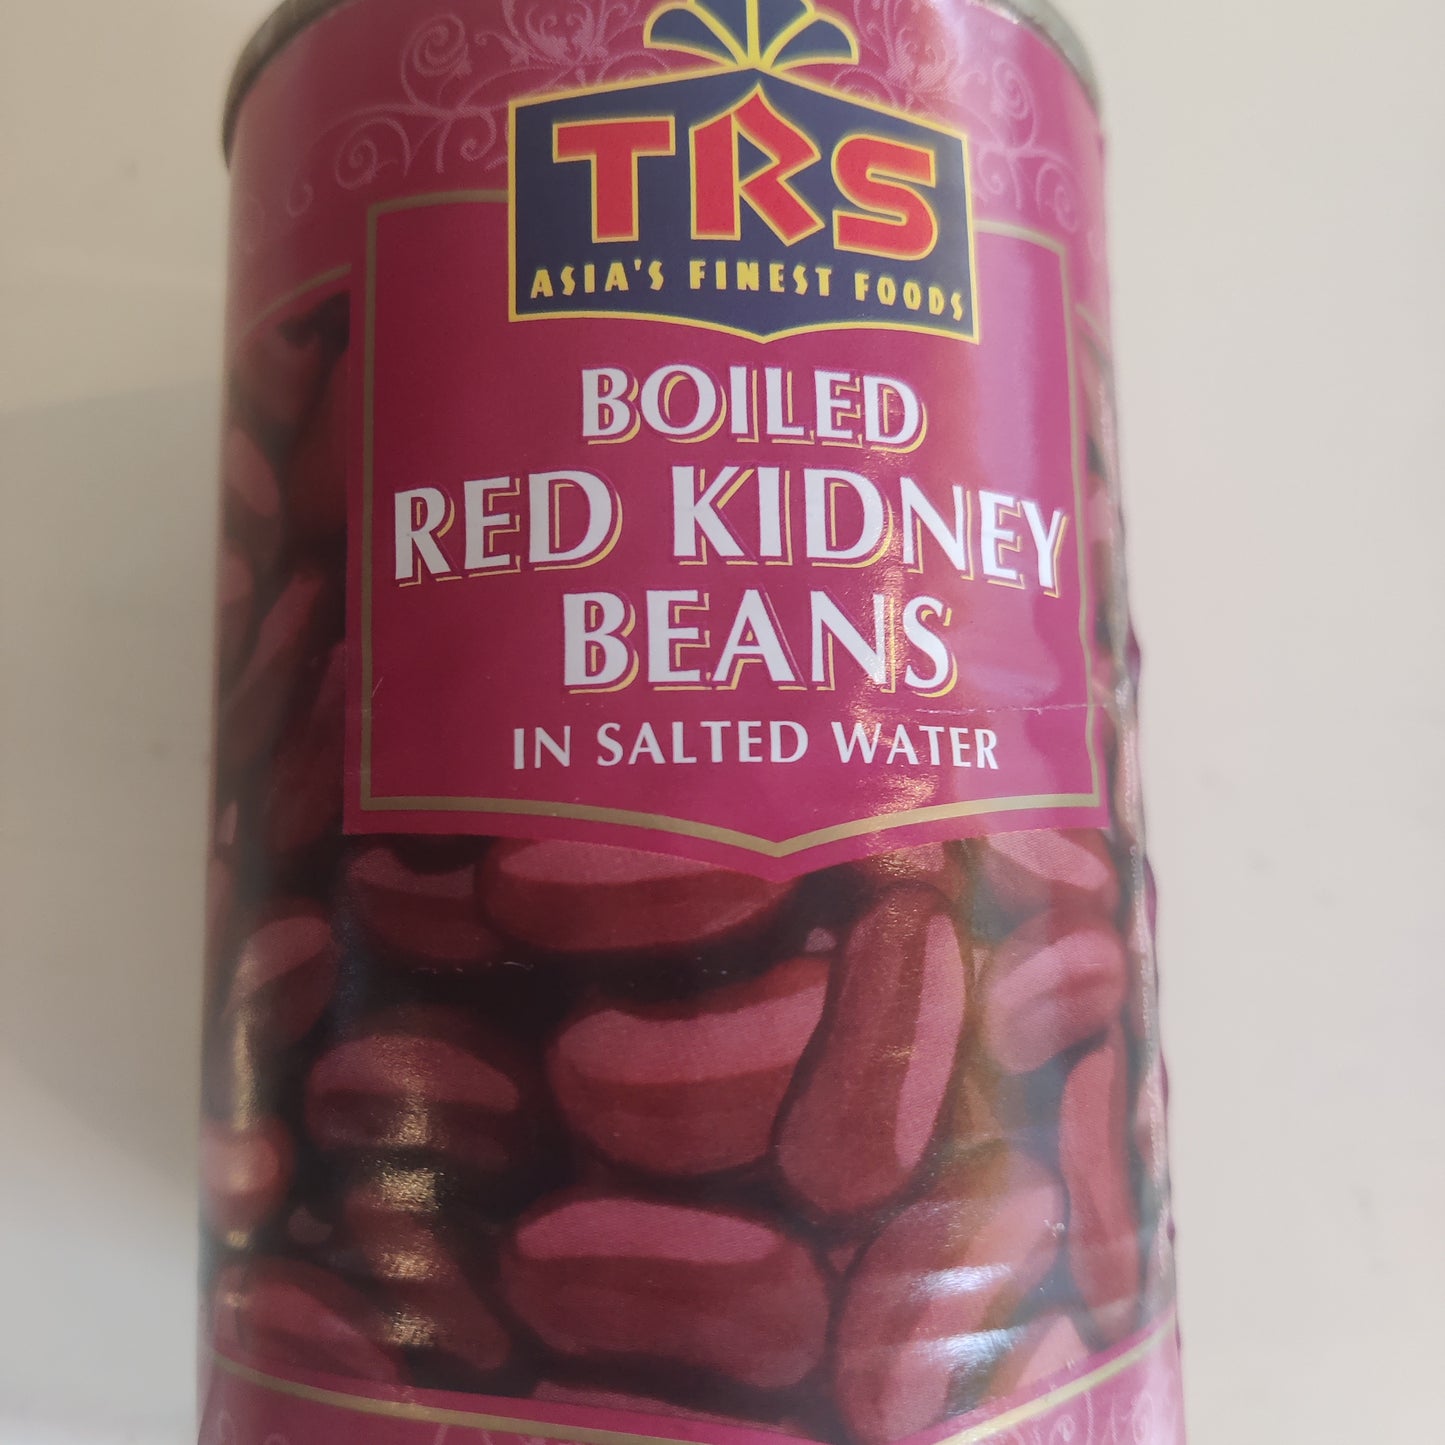 TRS
ASIA'S FINEST FOODS
BOILED
RED KIDNEY
BEANS
IN SALTED WATER